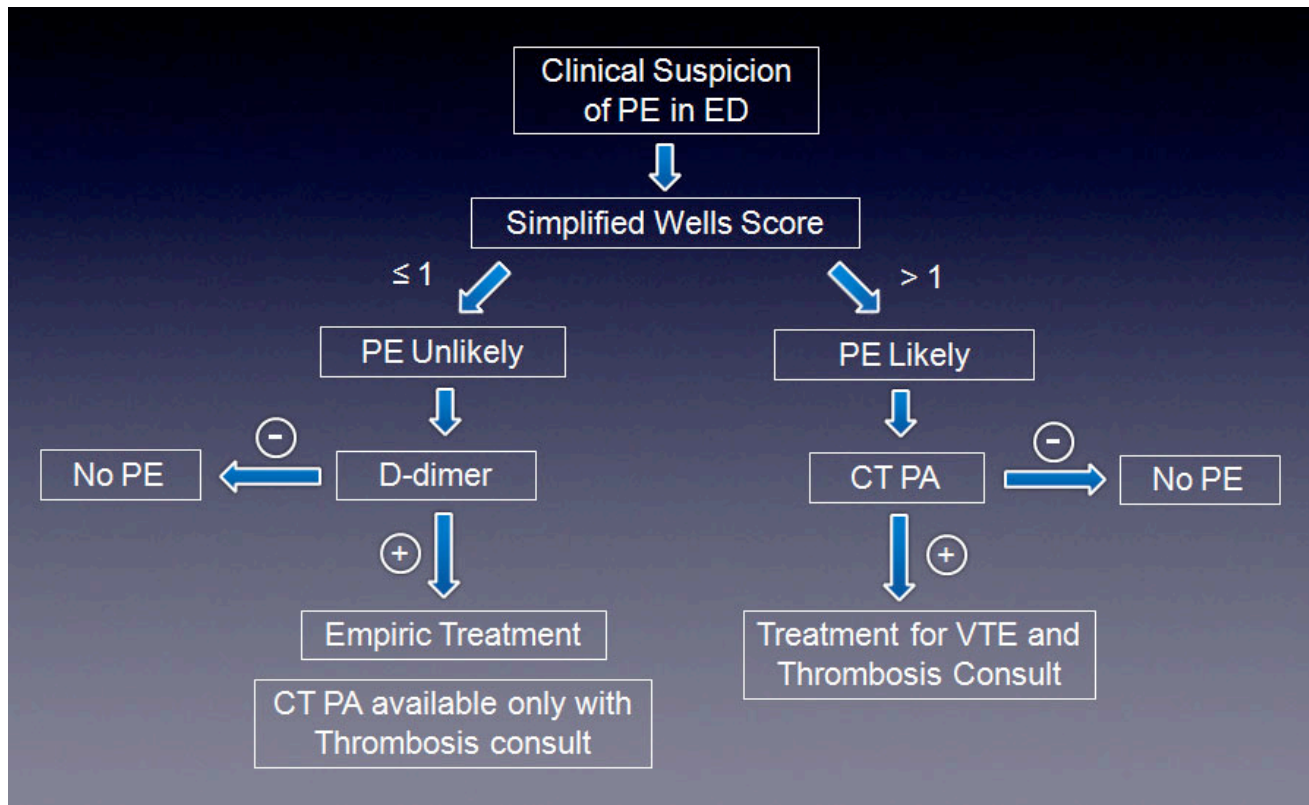 Clinical Suspicion
of PE in ED
Simplified Wells Score
≤ 1
> 1
PE Unlikely
PE Likely
-
-
No PE
D-dimer
CT PA
No PE
+
+
Empiric Treatment
Treatment for VTE and
Thrombosis Consult
CT PA available only with
Thrombosis consult